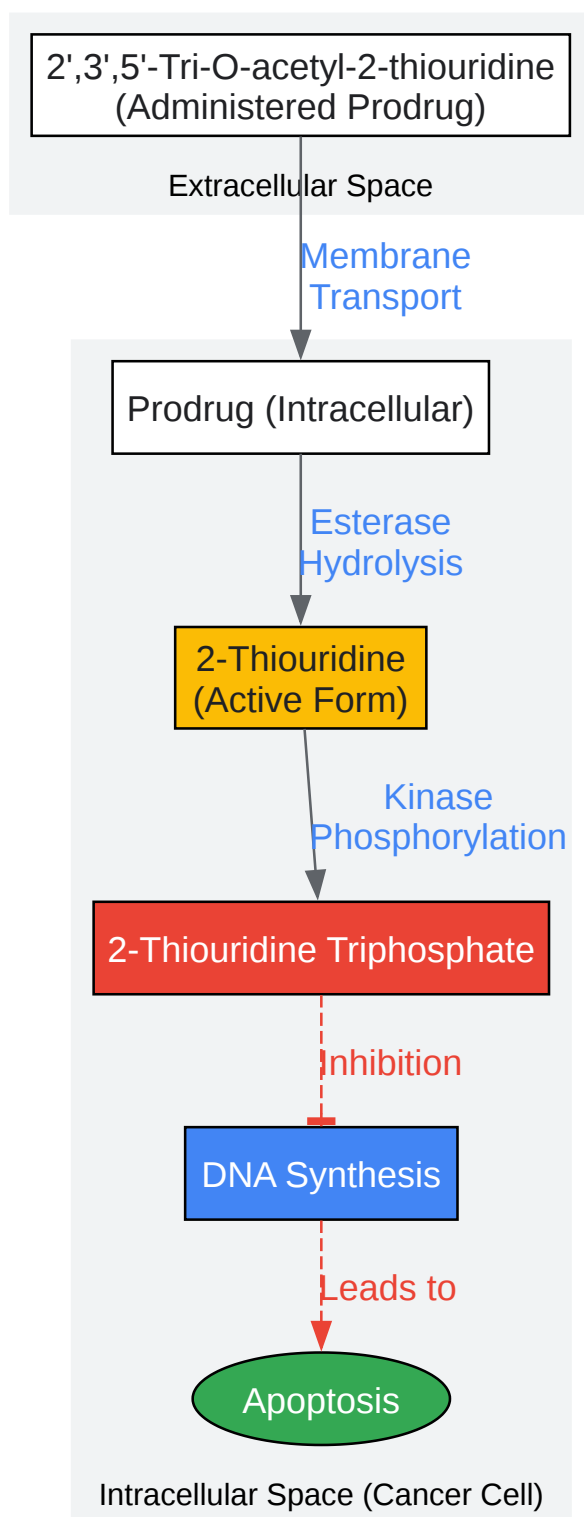 2',3',5'-Tri-O-acetyl-2-thiouridine
(Administered Prodrug)
Extracellular Space
Membrane
Transport
Prodrug (Intracellular)
Esterase
Hydrolysis
2-Thiouridine
(Active Form)
Kinase
Phosphorylation
2-Thiouridine Triphosphate
Inhibition
DNA Synthesis
Leads to
Apoptosis
Intracellular Space (Cancer Cell)